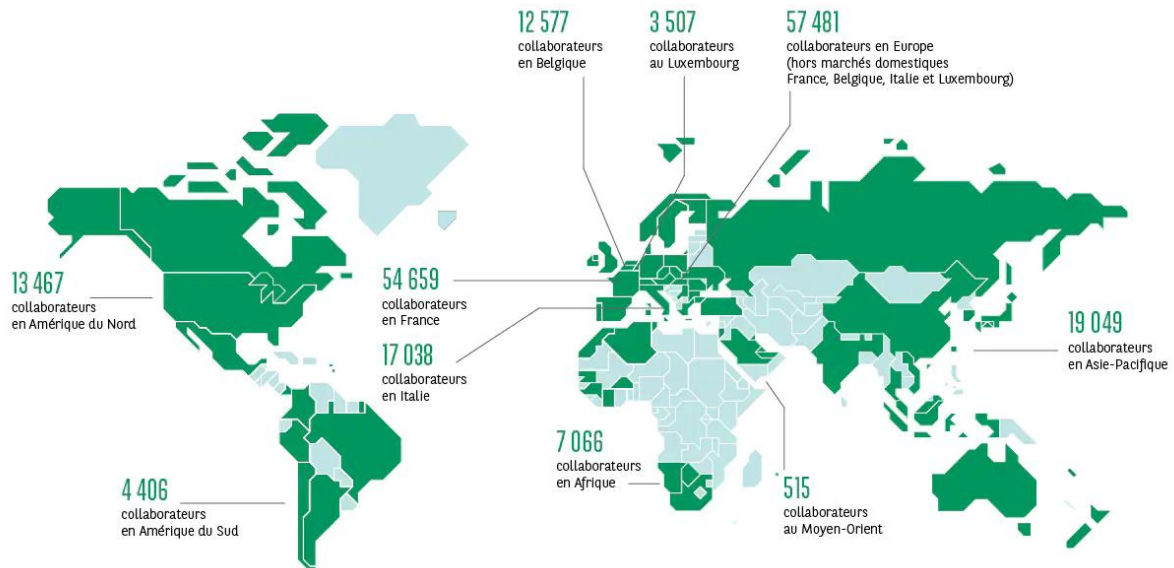 12 577
collaborateurs
en Belgique
3 507
collaborateurs
au Luxembourg
57 481
collaborateurs en Europe
(hors marchés domestiques
France, Belgique, Italie et Luxembourg)
13 467
collaborateurs
en Amérique du Nord
54 659
collaborateurs
en France
17 038
collaborateurs
en Italie
19 049
collaborateurs
en Asie-Pacifique
7 066
collaborateurs
en Afrique
515
collaborateurs
au Moyen-Orient
4 406
collaborateurs
en Amérique du Sud